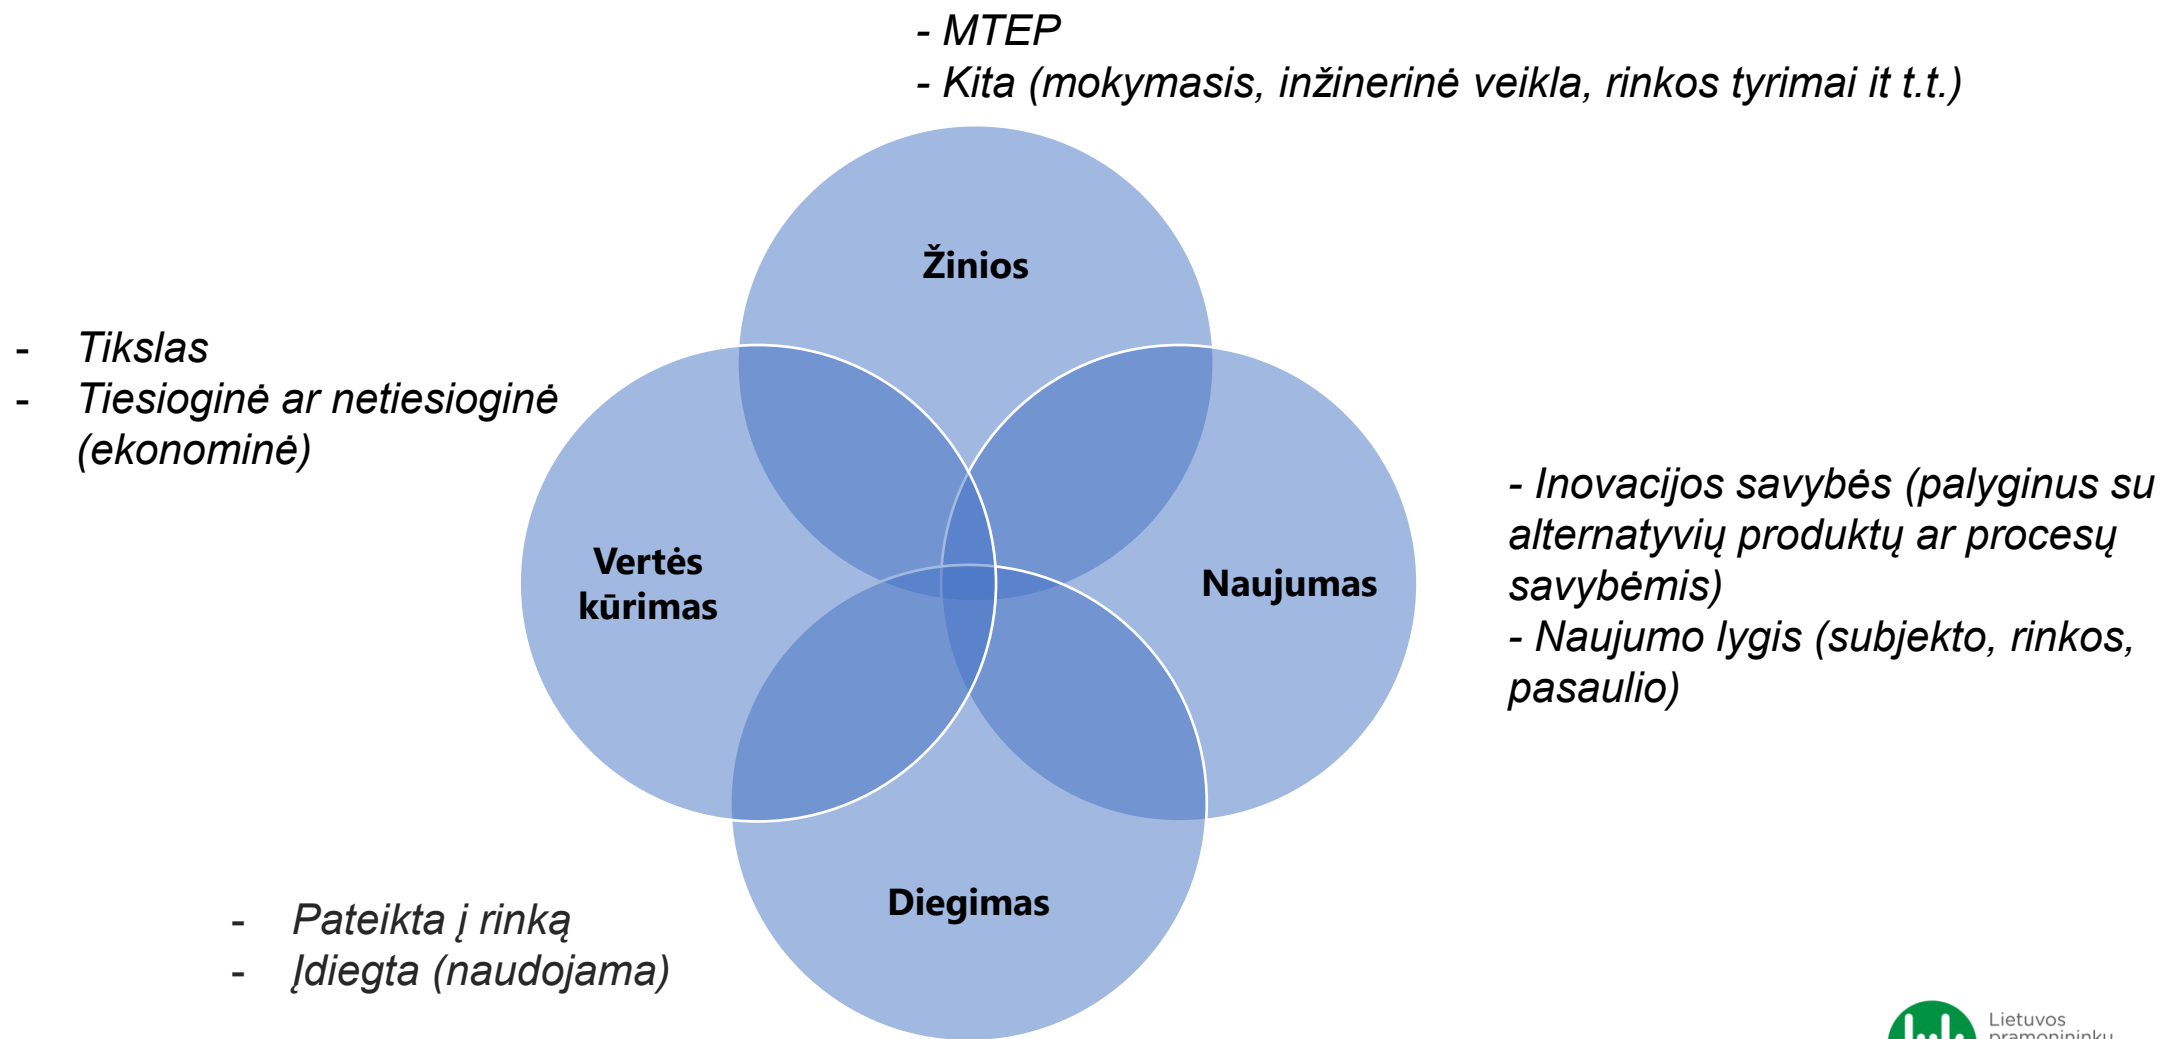 - MTEP
- Kita (mokymasis, inžinerinė veikla, rinkos tyrimai it t.t.)
Žinios
- Tikslas
- Tiesioginė ar netiesioginė
(ekonominė)
Vertės
kūrimas
Naujumas
- Inovacijos savybės (palyginus su
alternatyvių produktų ar procesų
savybėmis)
- Naujumo lygis (subjekto, rinkos,
pasaulio)
Diegimas
- Pateikta į rinką
- Įdiegta (naudojama)
Lietuvos
pramonininkų